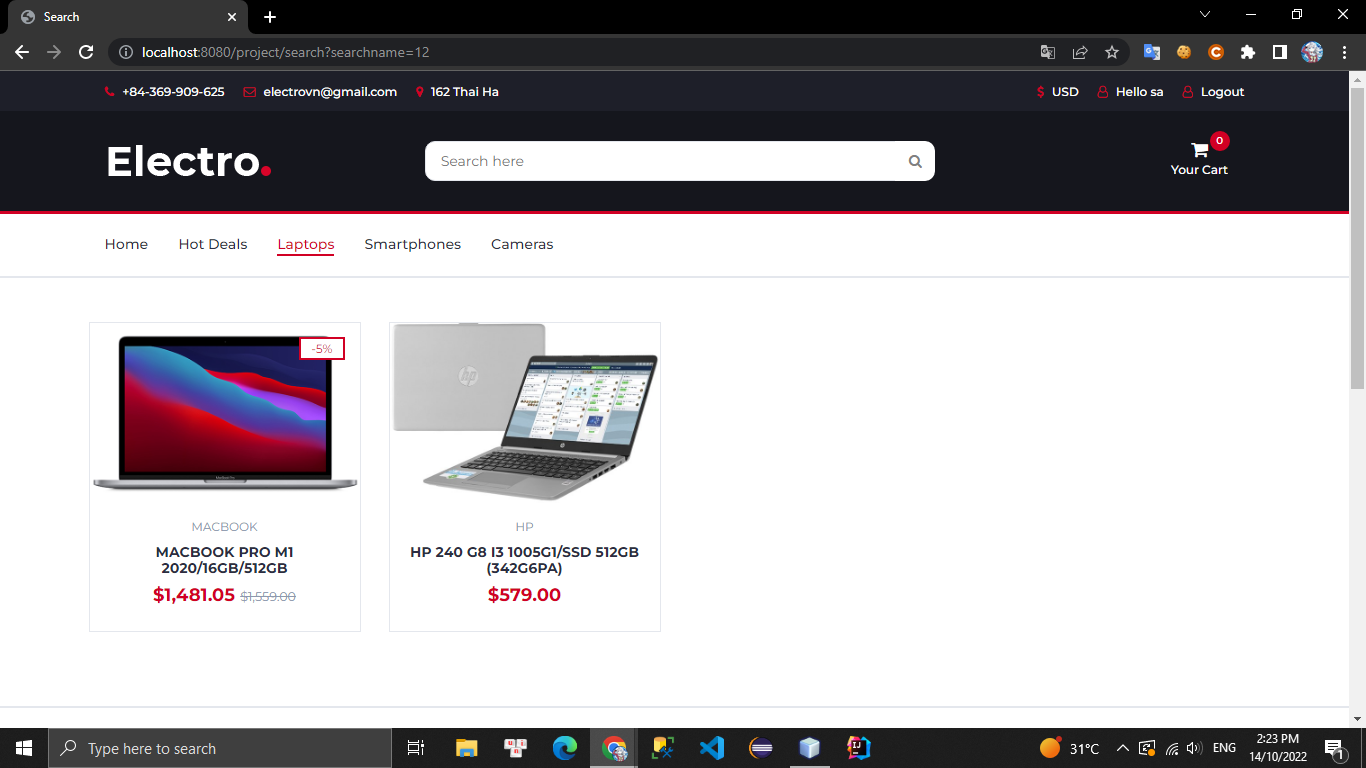 Search
localhost:8080/project/search?searchname=12
+84-369-909-625 electrovn@gmail.com 162 Thai Ha $ USD Hello sa Logout
Electro.
Search here
0
Your Cart
Home Hot Deals Laptops Smartphones Cameras
-5%
MACBOOK
MACBOOK PRO M1
2020/16GB/512GB
$1,481.05 $1,559.00
HP
HP 240 G8 I3 1005G1/SSD 512GB
(342G6PA)
$579.00
Type here to search
31°C ENG
2:23 PM
14/10/2022
1